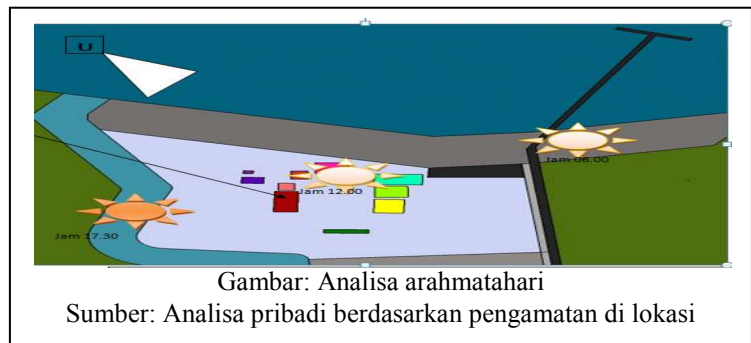 U
Jam 06.00
Jam 12.00
Jam 17.30
Gambar: Analisa arahmatahari
Sumber: Analisa pribadi berdasarkan pengamatan di lokasi